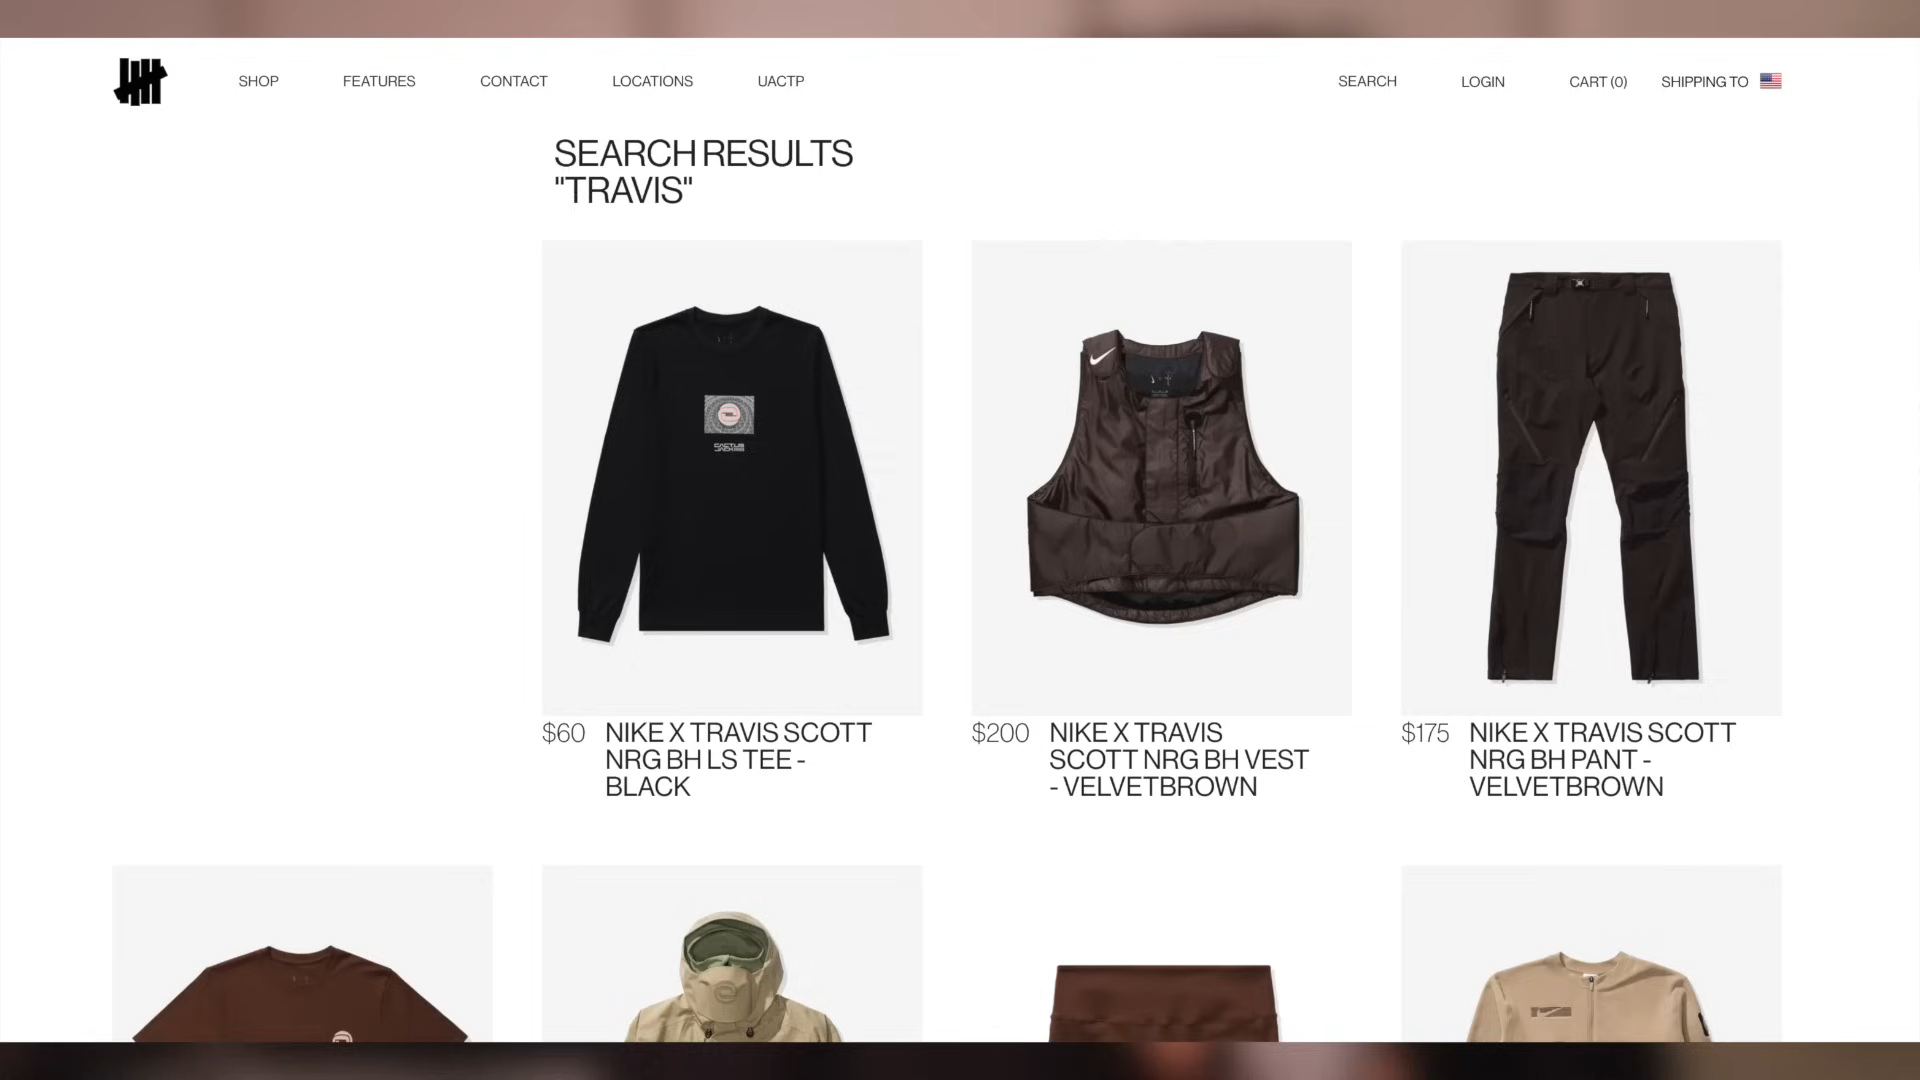 SHOP FEATURES CONTACT LOCATIONS UACTP SEARCH LOGIN CART (0) SHIPPING TO
SEARCH RESULTS
"TRAVIS"
CACTUS
JACK
$60 NIKE X TRAVIS SCOTT
NRG BH LS TEE -
BLACK
$200 NIKE X TRAVIS
SCOTT NRG BH VEST
- VELVETBROWN
$175 NIKE X TRAVIS SCOTT
NRG BH PANT -
VELVETBROWN